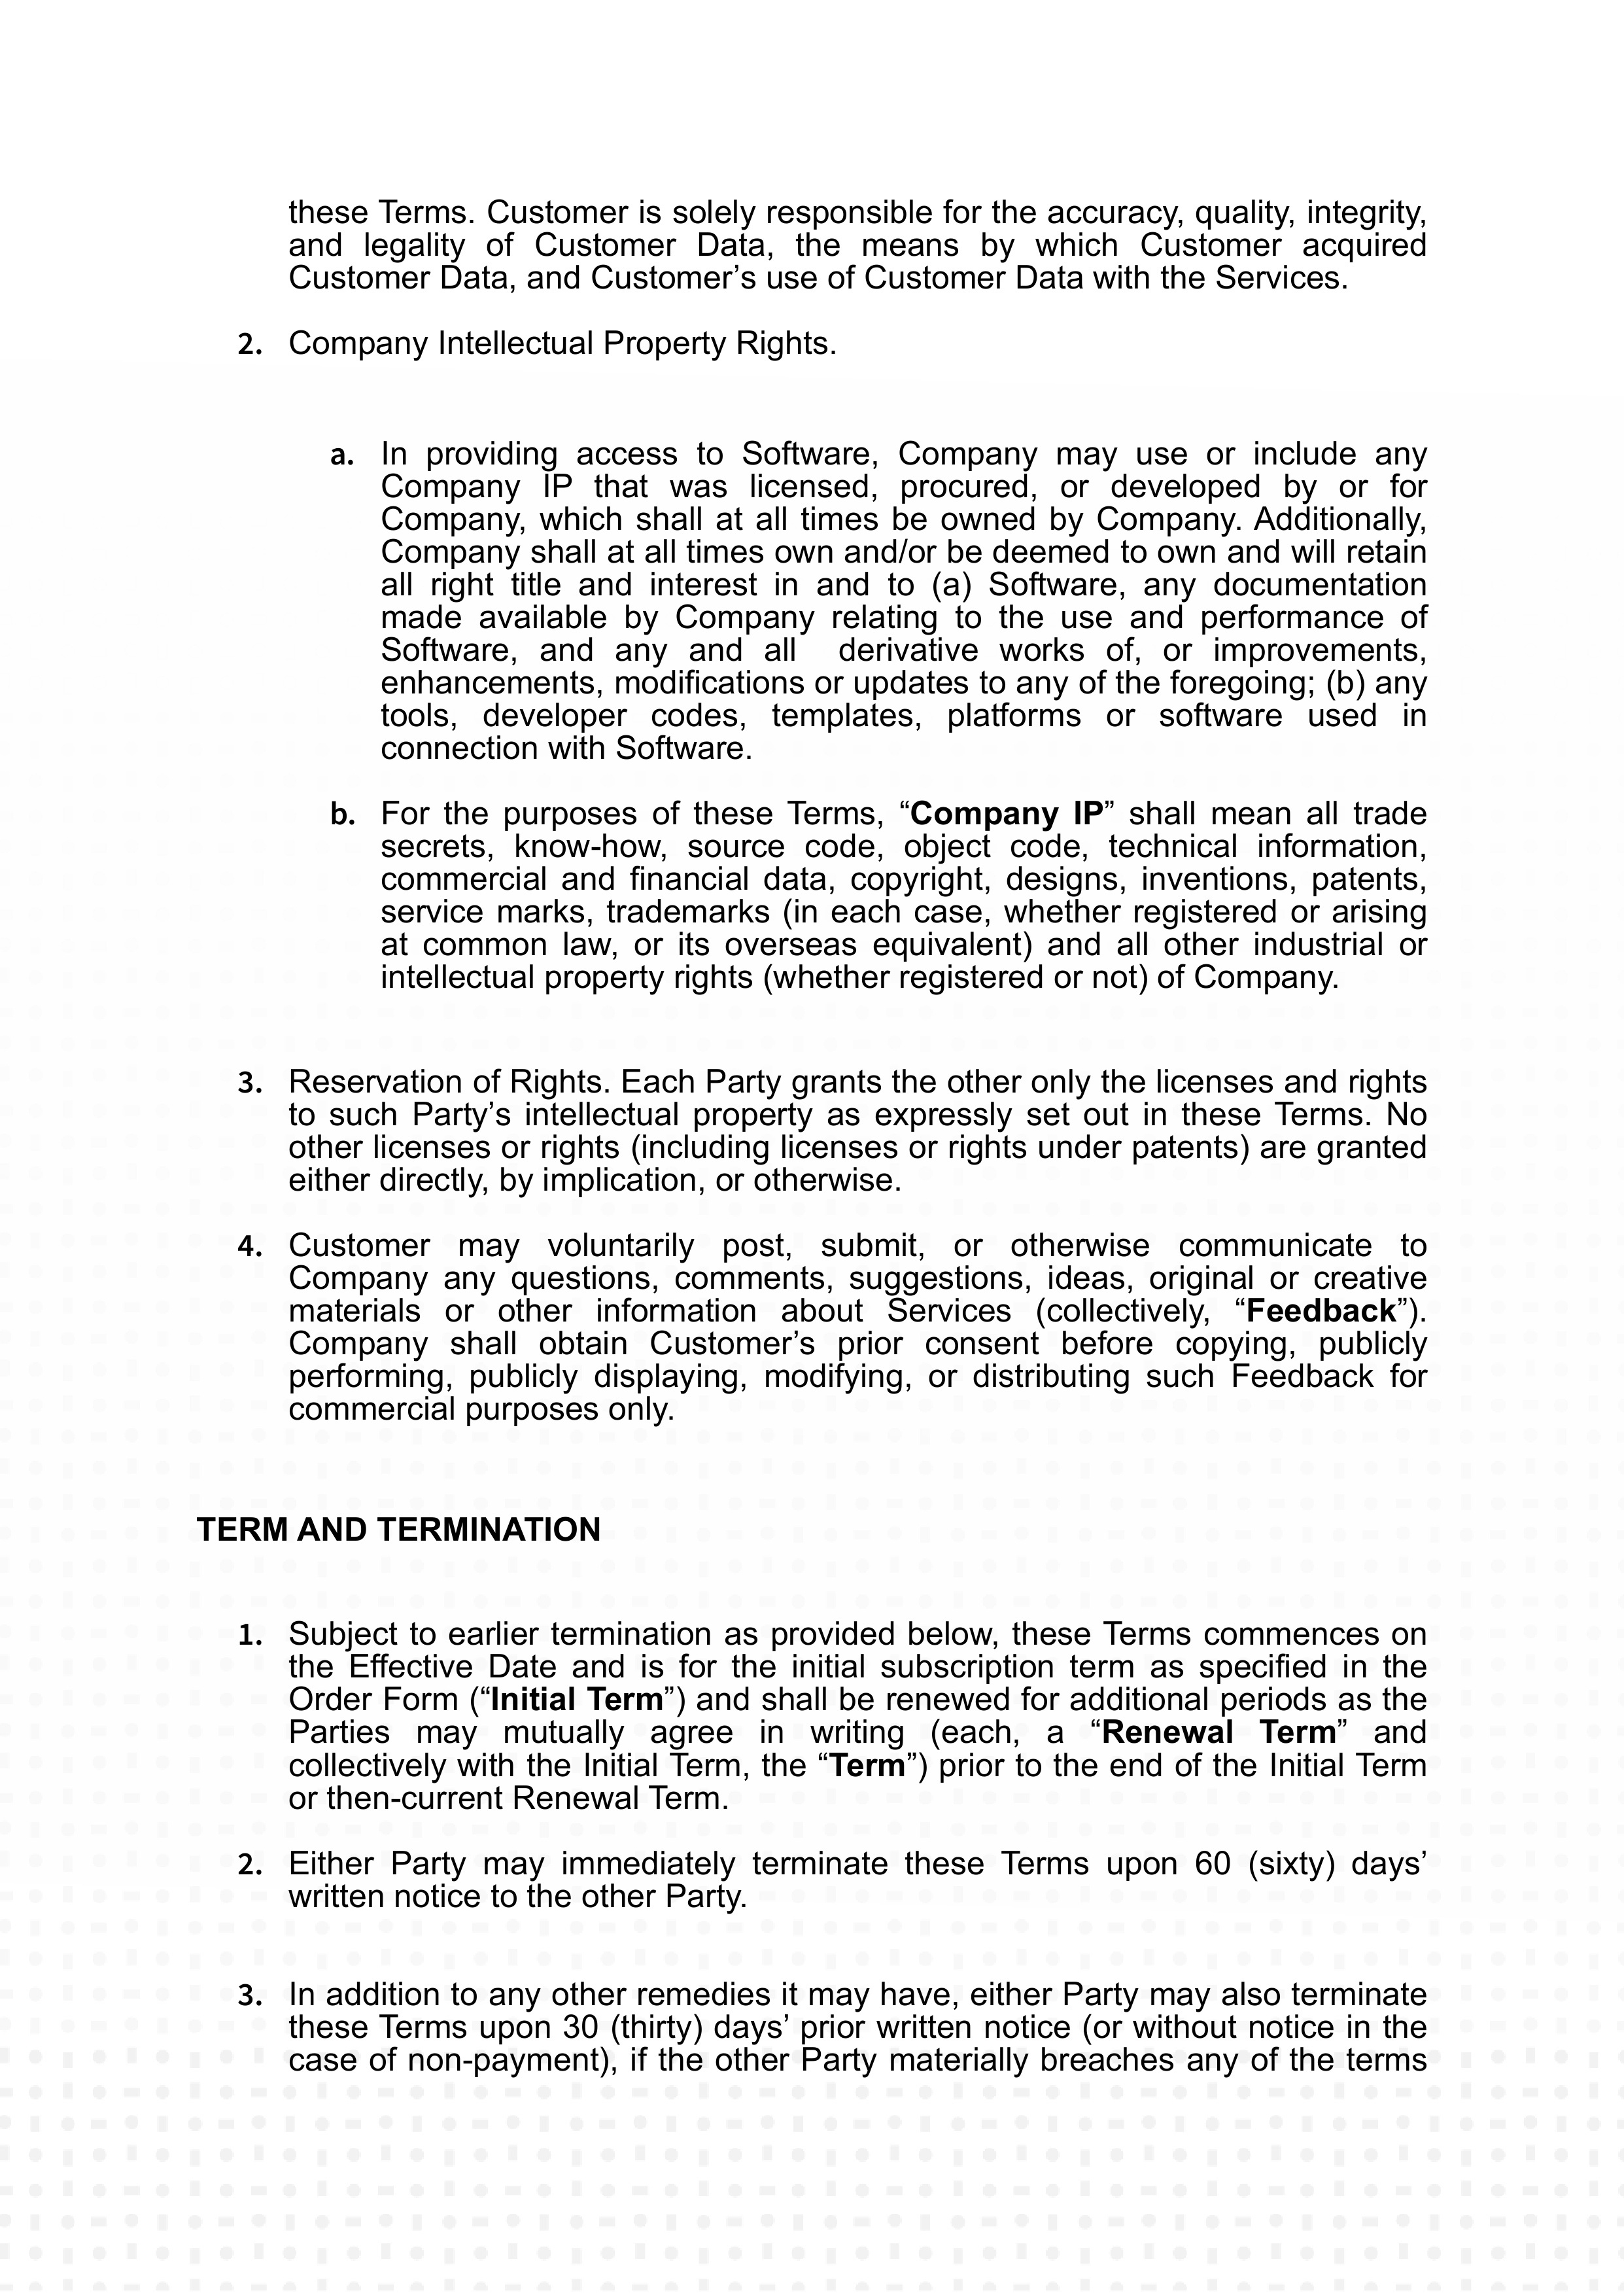 these Terms. Customer is solely responsible for the accuracy, quality, integrity,
and legality of Customer Data, the means by which Customer acquired
Customer Data, and Customer’s use of Customer Data with the Services.
2. Company Intellectual Property Rights.
a. In providing access to Software, Company may use or include any
Company IP that was licensed, procured, or developed by or for
Company, which shall at all times be owned by Company. Additionally,
Company shall at all times own and/or be deemed to own and will retain
all right title and interest in and to (a) Software, any documentation
made available by Company relating to the use and performance of
Software, and any and all derivative works of, or improvements,
enhancements, modifications or updates to any of the foregoing; (b) any
tools, developer codes, templates, platforms or software used in
connection with Software.
b. For the purposes of these Terms, “Company IP” shall mean all trade
secrets, know-how, source code, object code, technical information,
commercial and financial data, copyright, designs, inventions, patents,
service marks, trademarks (in each case, whether registered or arising
at common law, or its overseas equivalent) and all other industrial or
intellectual property rights (whether registered or not) of Company.
3. Reservation of Rights. Each Party grants the other only the licenses and rights
to such Party’s intellectual property as expressly set out in these Terms. No
other licenses or rights (including licenses or rights under patents) are granted
either directly, by implication, or otherwise.
4. Customer may voluntarily post, submit, or otherwise communicate to
Company any questions, comments, suggestions, ideas, original or creative
materials or other information about Services (collectively, “Feedback”).
Company shall obtain Customer’s prior consent before copying, publicly
performing, publicly displaying, modifying, or distributing such Feedback for
commercial purposes only.
TERM AND TERMINATION
1. Subject to earlier termination as provided below, these Terms commences on
the Effective Date and is for the initial subscription term as specified in the
Order Form (“Initial Term”) and shall be renewed for additional periods as the
Parties may mutually agree in writing (each, a “Renewal Term” and
collectively with the Initial Term, the “Term”) prior to the end of the Initial Term
or then-current Renewal Term.
2. Either Party may immediately terminate these Terms upon 60 (sixty) days’
written notice to the other Party.
3. In addition to any other remedies it may have, either Party may also terminate
these Terms upon 30 (thirty) days’ prior written notice (or without notice in the
case of non-payment), if the other Party materially breaches any of the terms